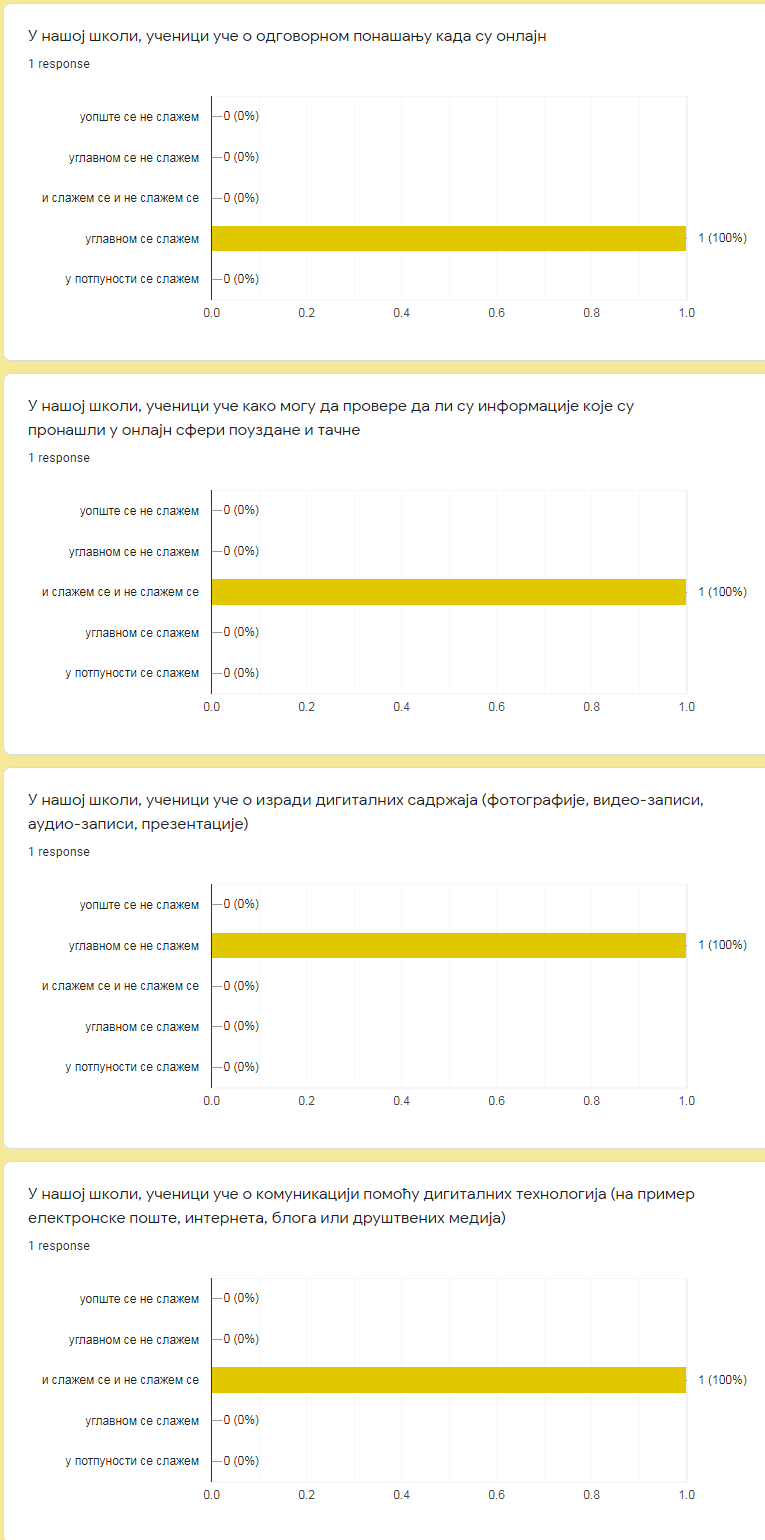 У нашој школи, ученици уче о одговорном понашању када су онлајн
1 response
уопште се не слажем 0 (0%)
углавном се не слажем 0 (0%)
и слажем се и не слажем се 0 (0%)
углавном се слажем 1 (100%)
у потпуности се слажем 0 (0%)
0.0 0.2 0.4 0.6 0.8 1.0
У нашој школи, ученици уче како могу да провере да ли су информације које су
пронашли у онлајн сфери поуздане и тачне
1 response
уопште се не слажем 0 (0%)
углавном се не слажем 0 (0%)
и слажем се и не слажем се 1 (100%)
углавном се слажем 0 (0%)
у потпуности се слажем 0 (0%)
0.0 0.2 0.4 0.6 0.8 1.0
У нашој школи, ученици уче о изради дигиталних садржаја (фотографије, видео-записи,
аудио-записи, презентације)
1 response
уопште се не слажем 0 (0%)
углавном се не слажем 1 (100%)
и слажем се и не слажем се 0 (0%)
углавном се слажем 0 (0%)
у потпуности се слажем 0 (0%)
0.0 0.2 0.4 0.6 0.8 1.0
У нашој школи, ученици уче о комуникацији помоћу дигиталних технологија (на пример
електронске поште, интернета, блога или друштвених медија)
1 response
уопште се не слажем 0 (0%)
углавном се не слажем 0 (0%)
и слажем се и не слажем се 1 (100%)
углавном се слажем 0 (0%)
у потпуности се слажем 0 (0%)
0.0 0.2 0.4 0.6 0.8 1.0